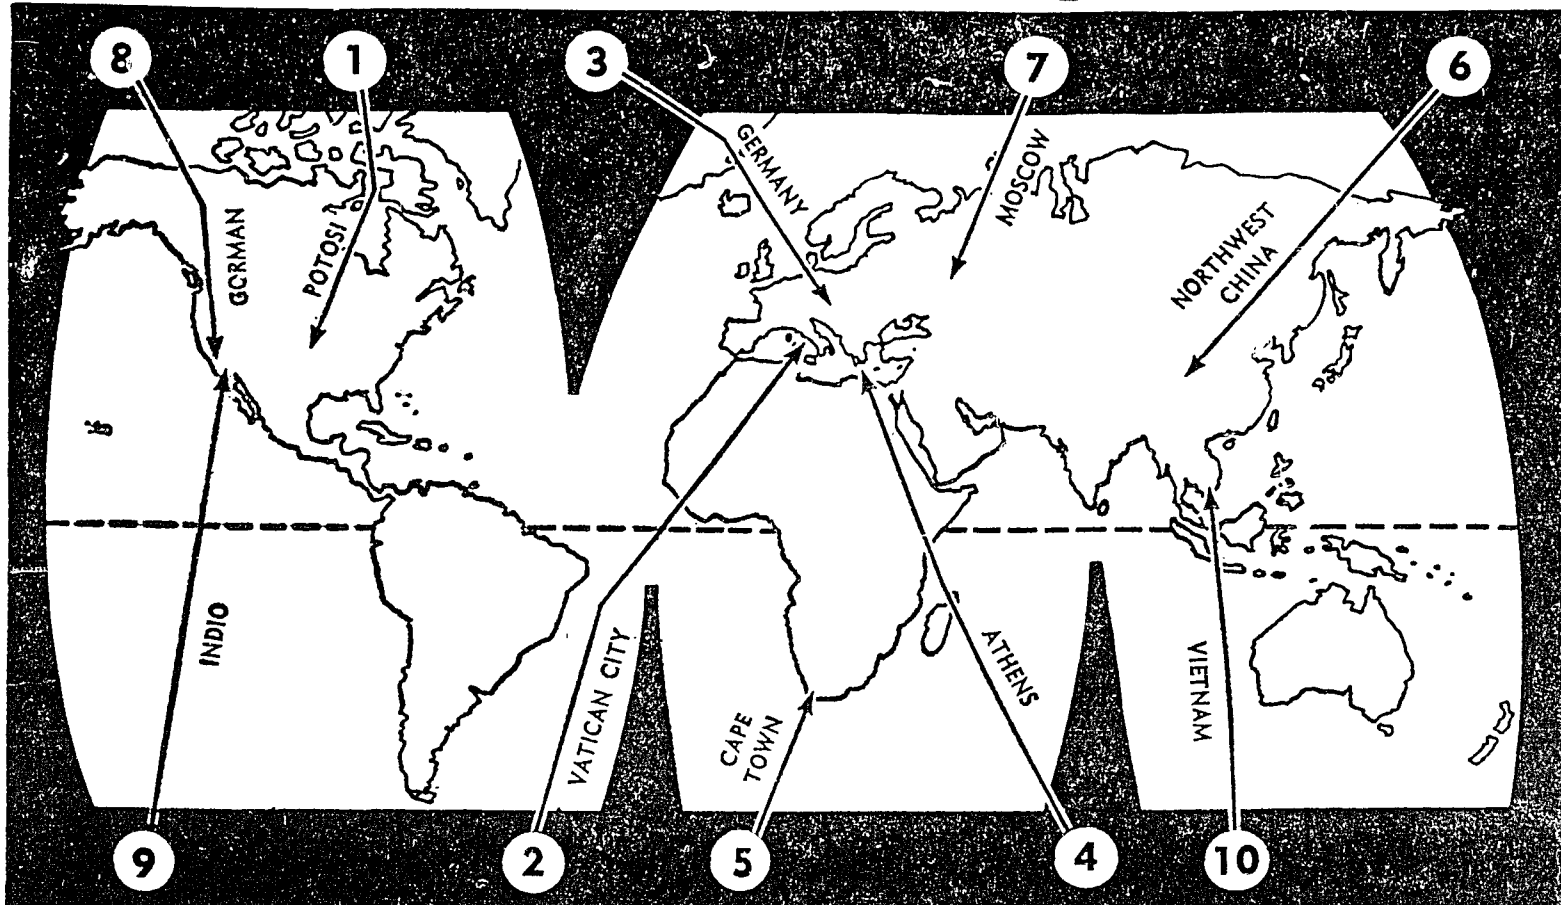 8
1
3
7
6
GERMANY
MOSCOW
GORMAN
POTOSI
NORTHWEST
CHINA
INDIO
VATICAN CITY
CAPE
TOWN
ATHENS
VIETNAM
9
2
5
4
10